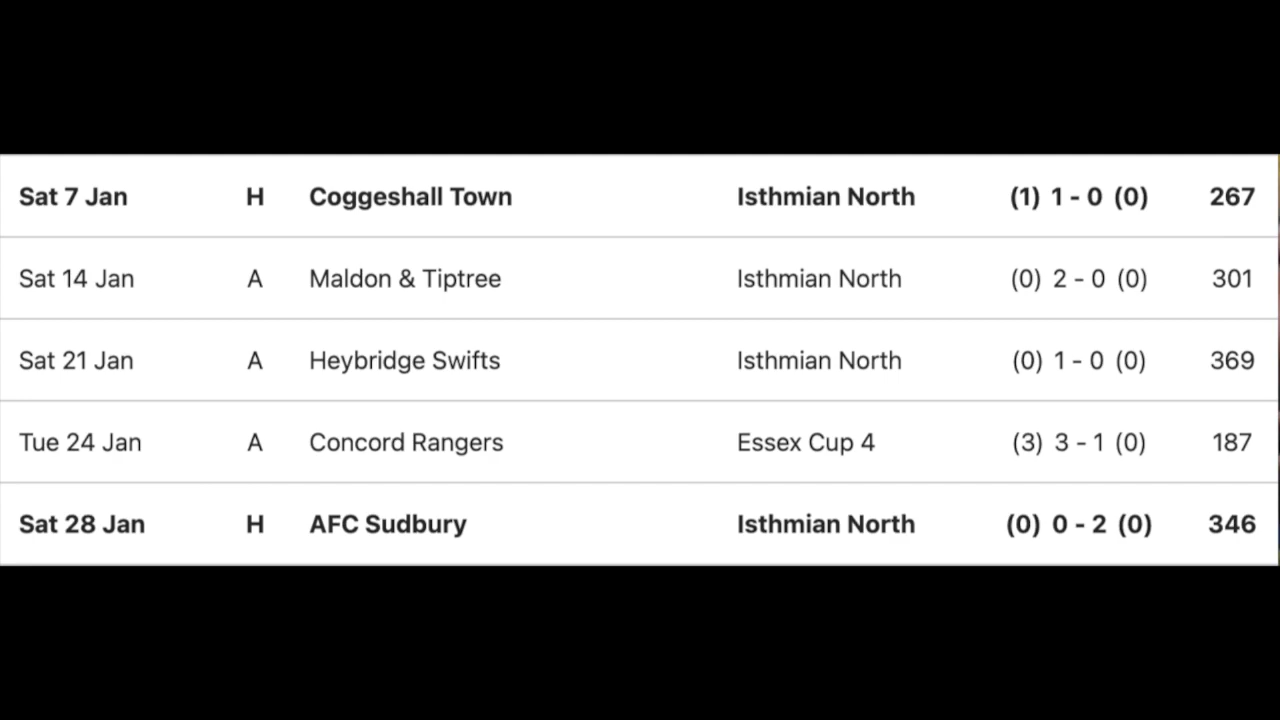 Sat 7 Jan H Coggeshall Town Isthmian North (1) 1 - 0 (0) 267
Sat 14 Jan A Maldon & Tiptree Isthmian North (0) 2 - 0 (0) 301
Sat 21 Jan A Heybridge Swifts Isthmian North (0) 1 - 0 (0) 369
Tue 24 Jan A Concord Rangers Essex Cup 4 (3) 3 - 1 (0) 187
Sat 28 Jan H AFC Sudbury Isthmian North (0) 0 - 2 (0) 346